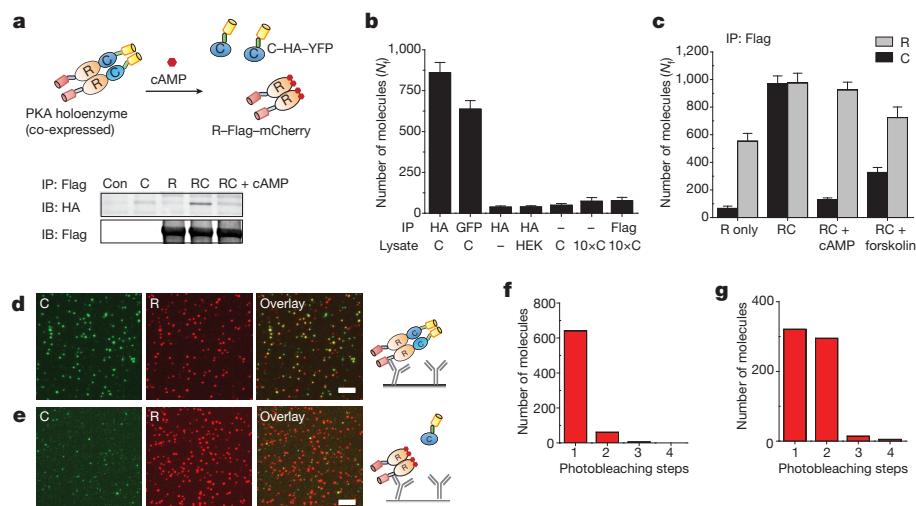 a
C–HA–YFP
C
C
R
R
C
C
cAMP
R
R
PKA holoenzyme
(co-expressed)
R–Flag–mCherry
IP: Flag Con C R RC RC + cAMP
IB: HA
IB: Flag
b
Number of molecules (Nf)
1,000
750
500
250
0
IP HA GFP HA HA – – Flag
Lysate C C – HEK C 10×C 10×C
c
IP: Flag
R
C
Number of molecules (Nf)
1,200
1,000
800
600
400
200
0
R only RC RC + cAMP RC + forskolin
d
C R Overlay
R
R
C
C
e
C R Overlay
C
R
R
f
Number of molecules
800
600
400
200
0
1 2 3 4
Photobleaching steps
g
Number of molecules
400
200
0
1 2 3 4
Photobleaching steps